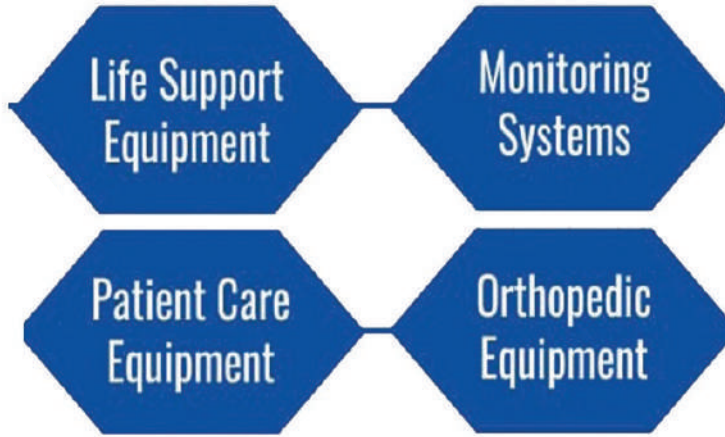 Life Support
Equipment
Monitoring
Systems
Patient Care
Equipment
Orthopedic
Equipment